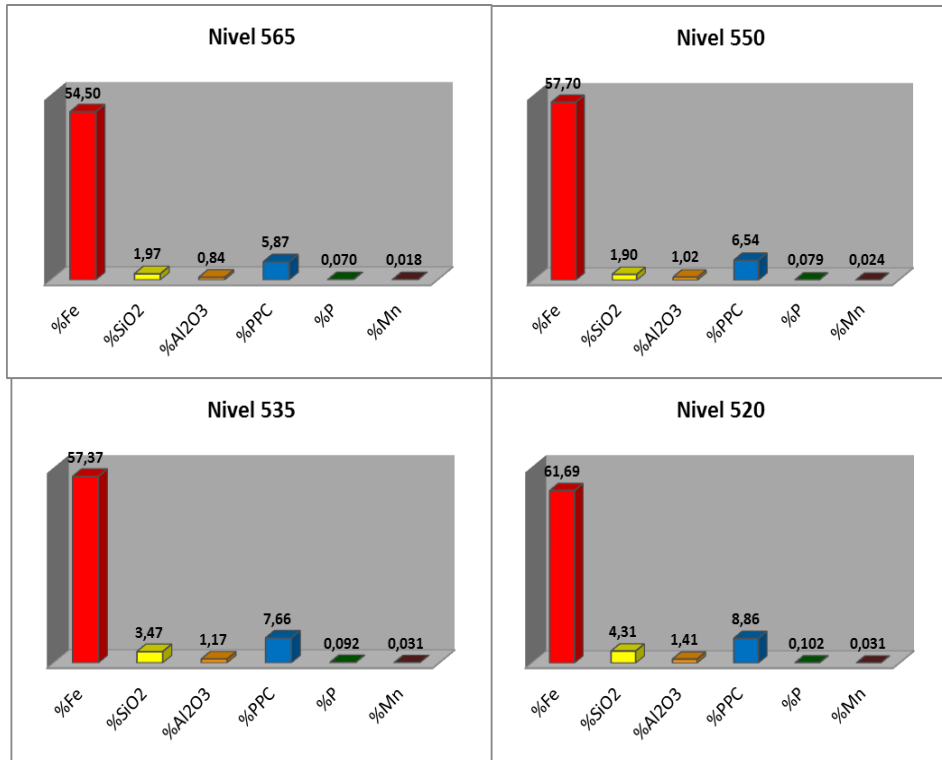 Nivel 565
54,50
1,97
0,84
5,87
0,070
0,018
%Fe
%SiO2
%Al2O3
%PPC
%P
%Mn
Nivel 550
57,70
1,90
1,02
6,54
0,079
0,024
%Fe
%SiO2
%Al2O3
%PPC
%P
%Mn
Nivel 535
57,37
3,47
1,17
7,66
0,092
0,031
%Fe
%SiO2
%Al2O3
%PPC
%P
%Mn
Nivel 520
61,69
4,31
1,41
8,86
0,102
0,031
%Fe
%SiO2
%Al2O3
%PPC
%P
%Mn